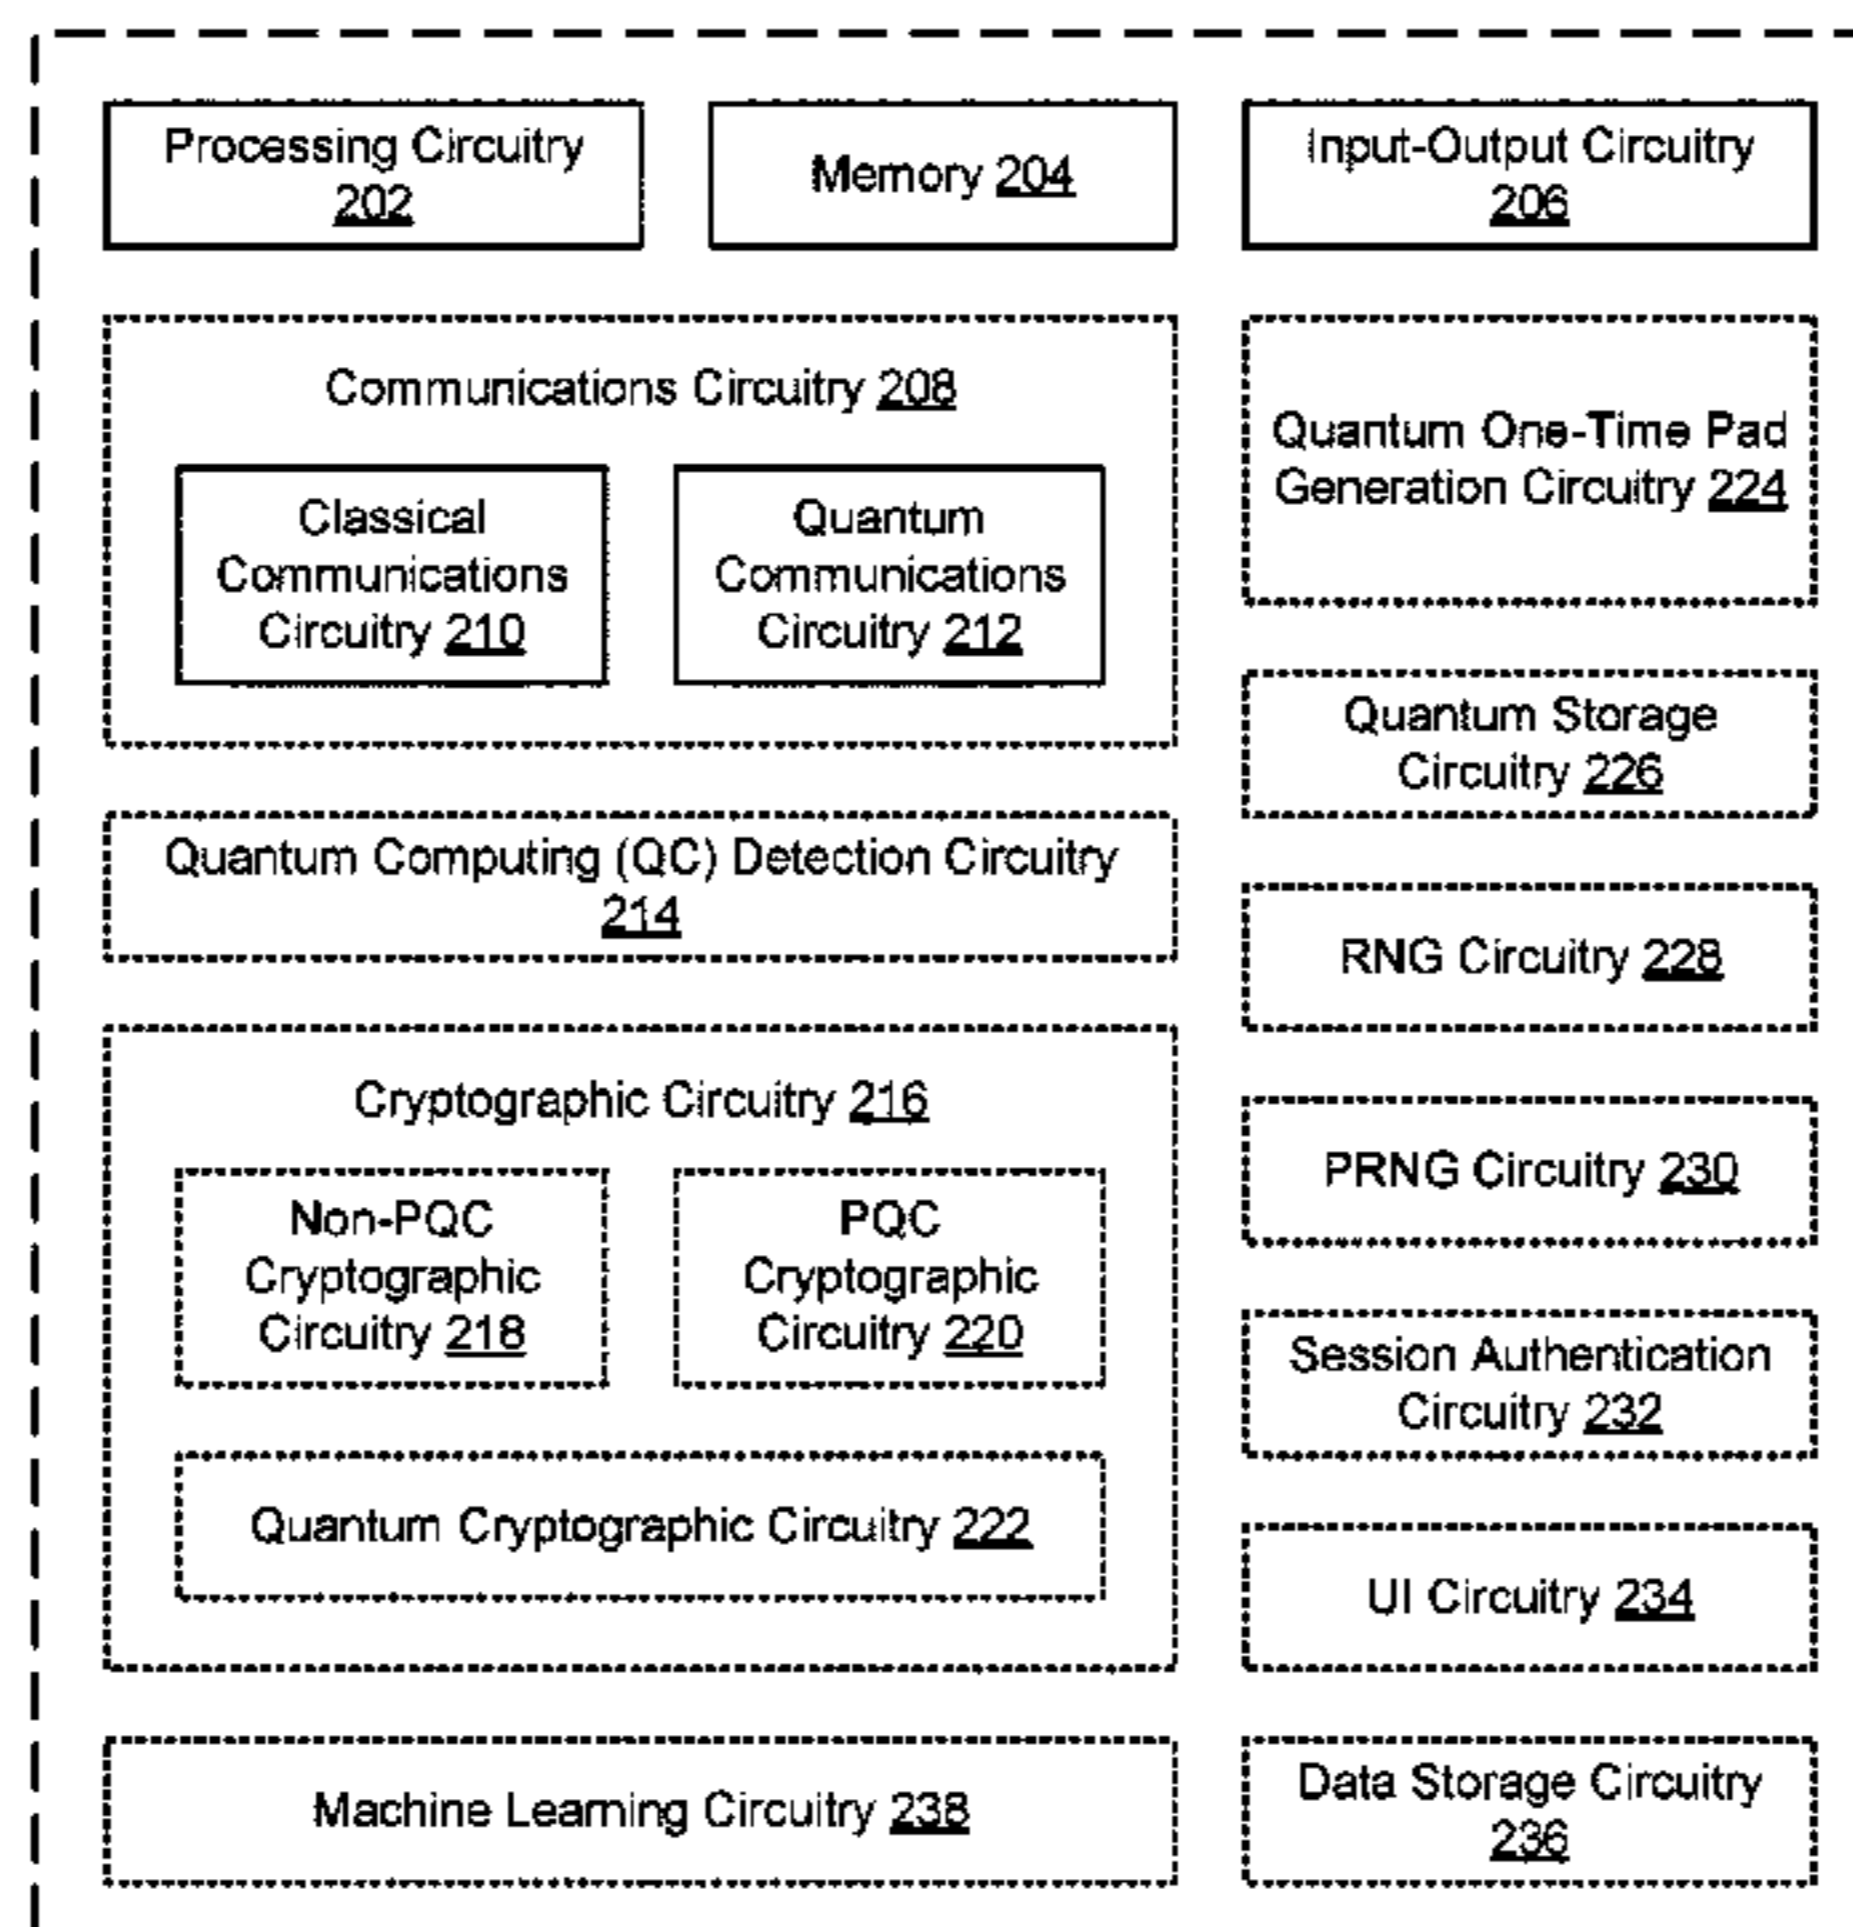 Processing Circuitry
202
Memory 204
Input-Output Circuitry
206
Communications Circuitry 208
Classical
Communications
Circuitry 210
Quantum
Communications
Circuitry 212
Quantum Computing (QC) Detection Circuitry
214
Cryptographic Circuitry 216
Non-PQC
Cryptographic
Circuitry 218
PQC
Cryptographic
Circuitry 220
Quantum Cryptographic Circuitry 222
Machine Learning Circuitry 238
Quantum One-Time Pad
Generation Circuitry 224
Quantum Storage
Circuitry 226
RNG Circuitry 228
PRNG Circuitry 230
Session Authentication
Circuitry 232
UI Circuitry 234
Data Storage Circuitry
236